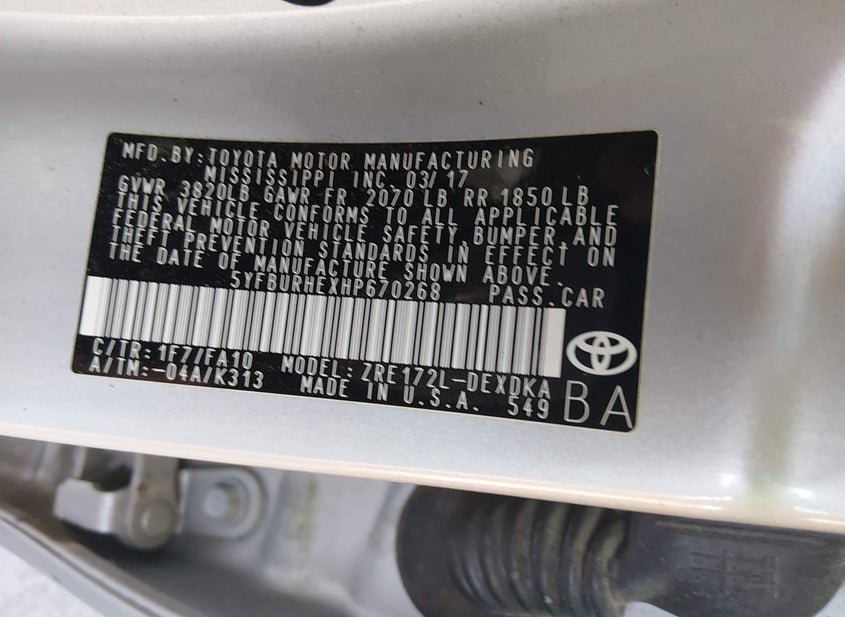 MFD.BY:TOYOTA MOTOR MANUFACTURING
MISSISSIPPI INC 03/17
GVWR 3820LB GAWR FR 2070 LB RR 1850 LB
THIS VEHICLE CONFORMS TO ALL APPLICABLE
FEDERAL MOTOR VEHICLE SAFETY,BUMPER,AND
THEFT PREVENTION STANDARDS IN EFFECT ON
THE DATE OF MANUFACTURE SHOWN ABOVE.
5YFBURHEXHP670268 PASS.CAR
C/TR:1F7/FA10 MODEL:ZRE172L-DEXDKA
A/TM:-04A/K313 MADE IN U.S.A. 549
BA